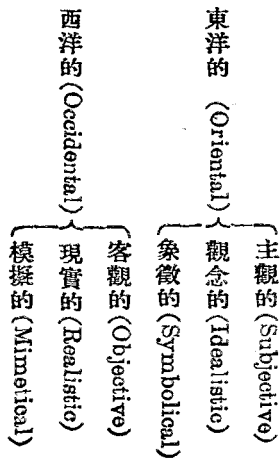 東洋的 (Oriental)
主觀的 (Subjective)
觀念的 (Idealistic)
象徵的 (Symbolical)
西洋的 (Occidental)
客觀的 (Objective)
現實的 (Realistic)
模擬的 (Mimetical)